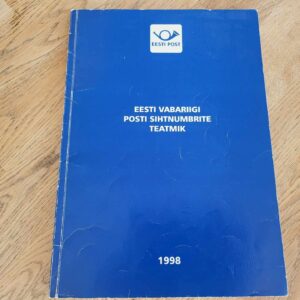 EESTI POST
EESTI VABARIIGI
POSTI SIHTNUMBRITE
TEATMIK
1998